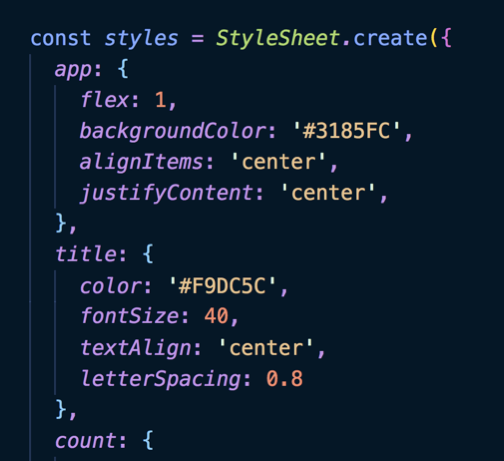 const styles = StyleSheet.create({
app: {
flex: 1,
backgroundColor: '#3185FC',
alignItems: 'center',
justifyContent: 'center',
},
title: {
color: '#F9DC5C',
fontSize: 40,
textAlign: 'center',
letterSpacing: 0.8
},
count: {